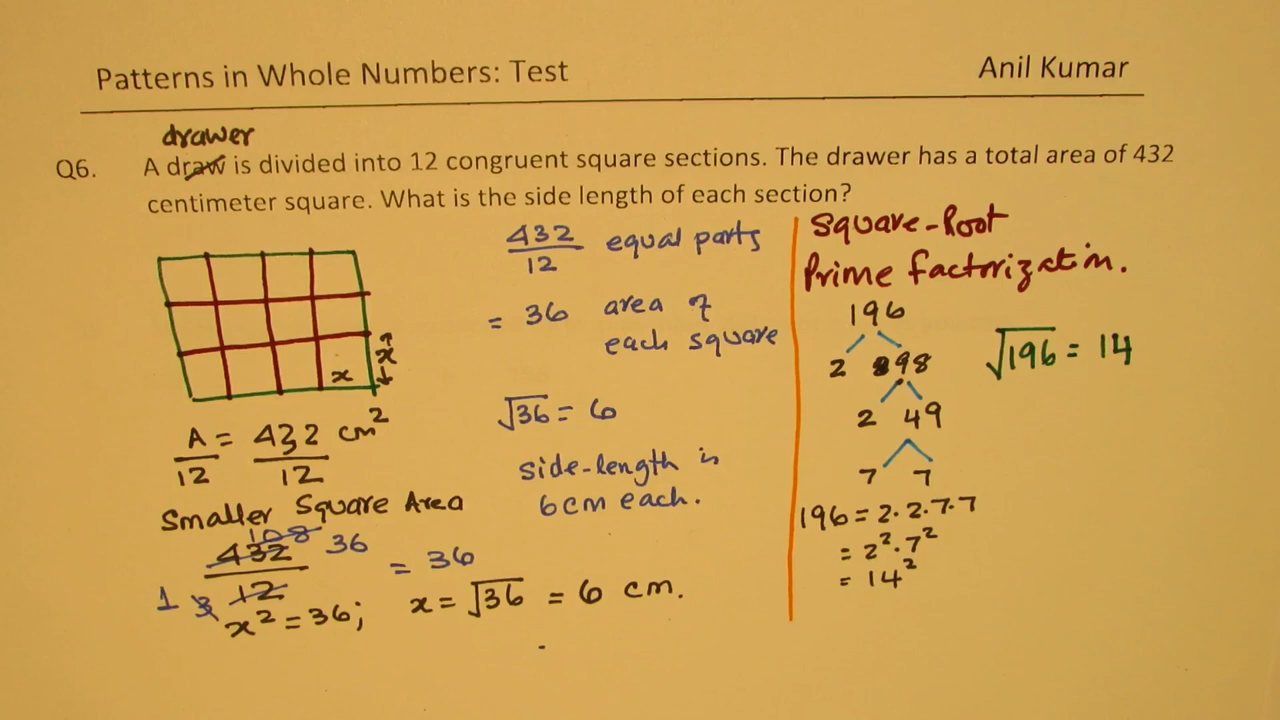 Patterns in Whole Numbers: Test
Anil Kumar
drawer
Q6. A draw is divided into 12 congruent square sections. The drawer has a total area of 432
centimeter square. What is the side length of each section?
x
x
A = 432 cm²
12 12
Smaller Square Area
108
432 36
1 3 12 = 36
x² = 36; x = √36 = 6 cm.
432 equal parts
12
= 36 area of
each square
√36 = 6
side-length is
6cm each.
Square-Root
Prime factorization.
196
2 98
2 49
7 7
196 = 2·2·7·7
= 2²·7²
= 14²
√196 = 14